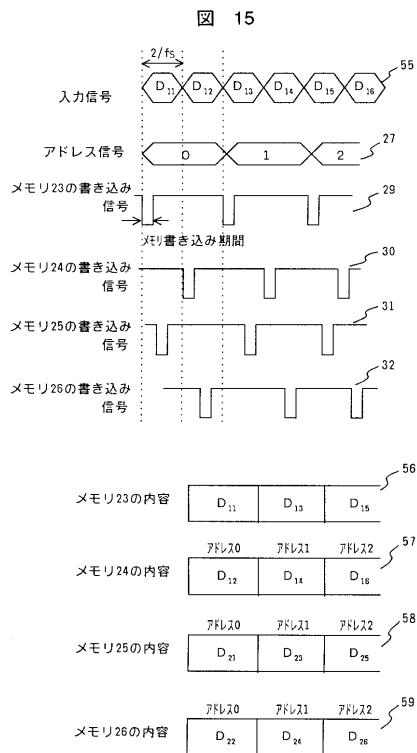 図 15
2/fs
入力信号
D11 D12 D13 D14 D15 D16
55
アドレス信号
0 1 2
27
メモリ23の書き込み
信号
29
メモリ書き込み期間
メモリ24の書き込み
信号
30
メモリ25の書き込み
信号
31
メモリ26の書き込み
信号
32
メモリ23の内容
D11 D13 D15
56
アドレス0 アドレス1 アドレス2
メモリ24の内容
D12 D14 D16
57
アドレス0 アドレス1 アドレス2
メモリ25の内容
D21 D23 D25
58
アドレス0 アドレス1 アドレス2
メモリ26の内容
D22 D24 D26
59